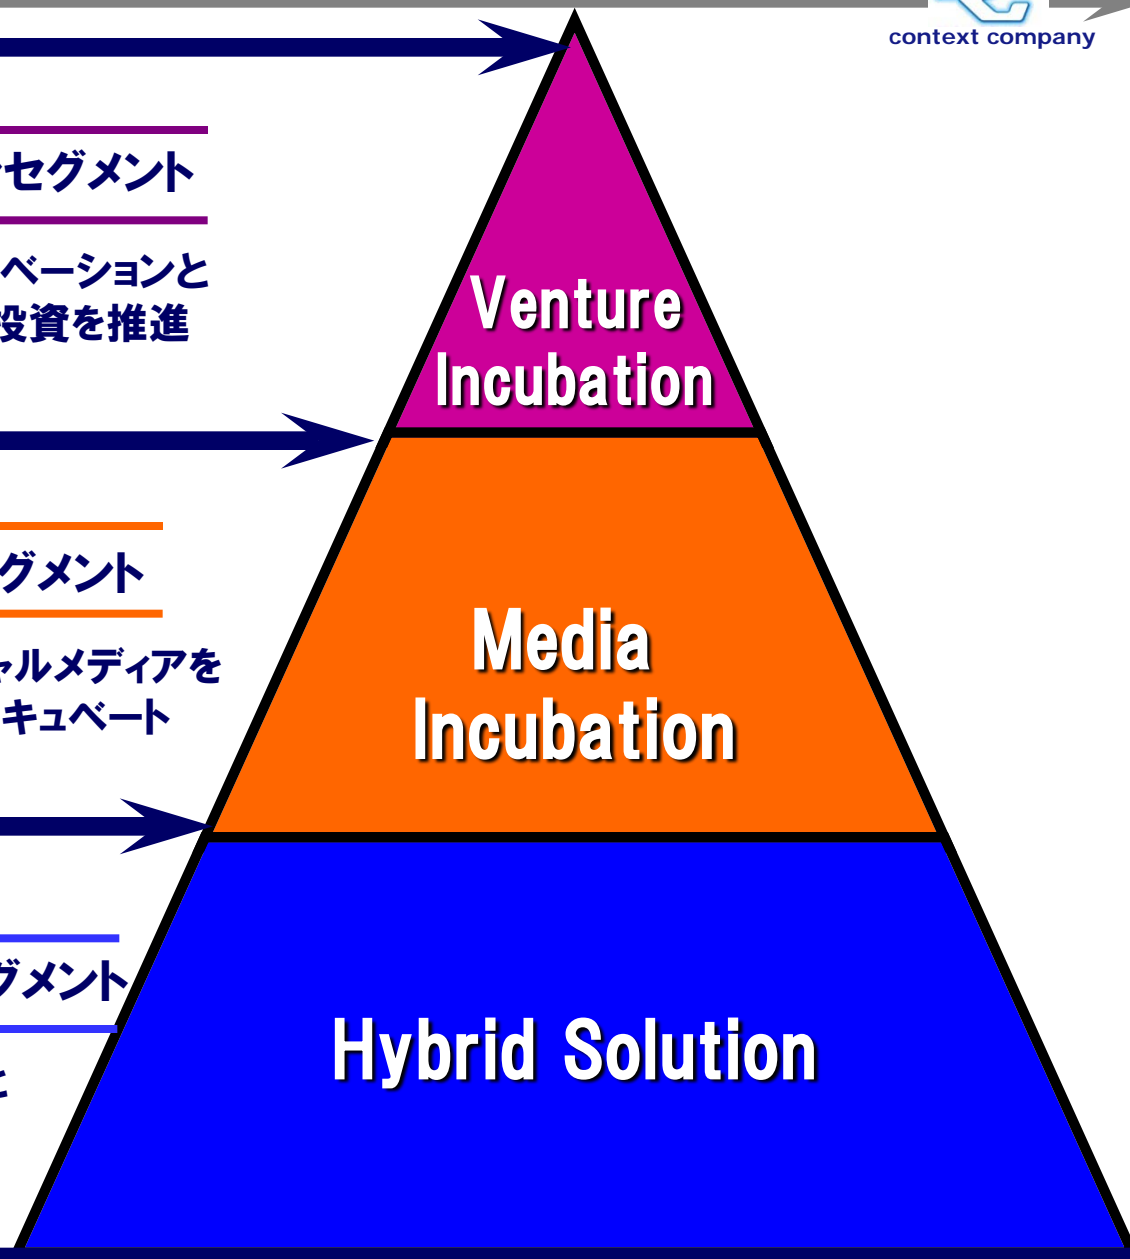 context company
セグメント
ベーションと
投資を推進
Venture
Incubation
グメント
ャルメディアを
キュベート
Media
Incubation
グメント
と
Hybrid Solution